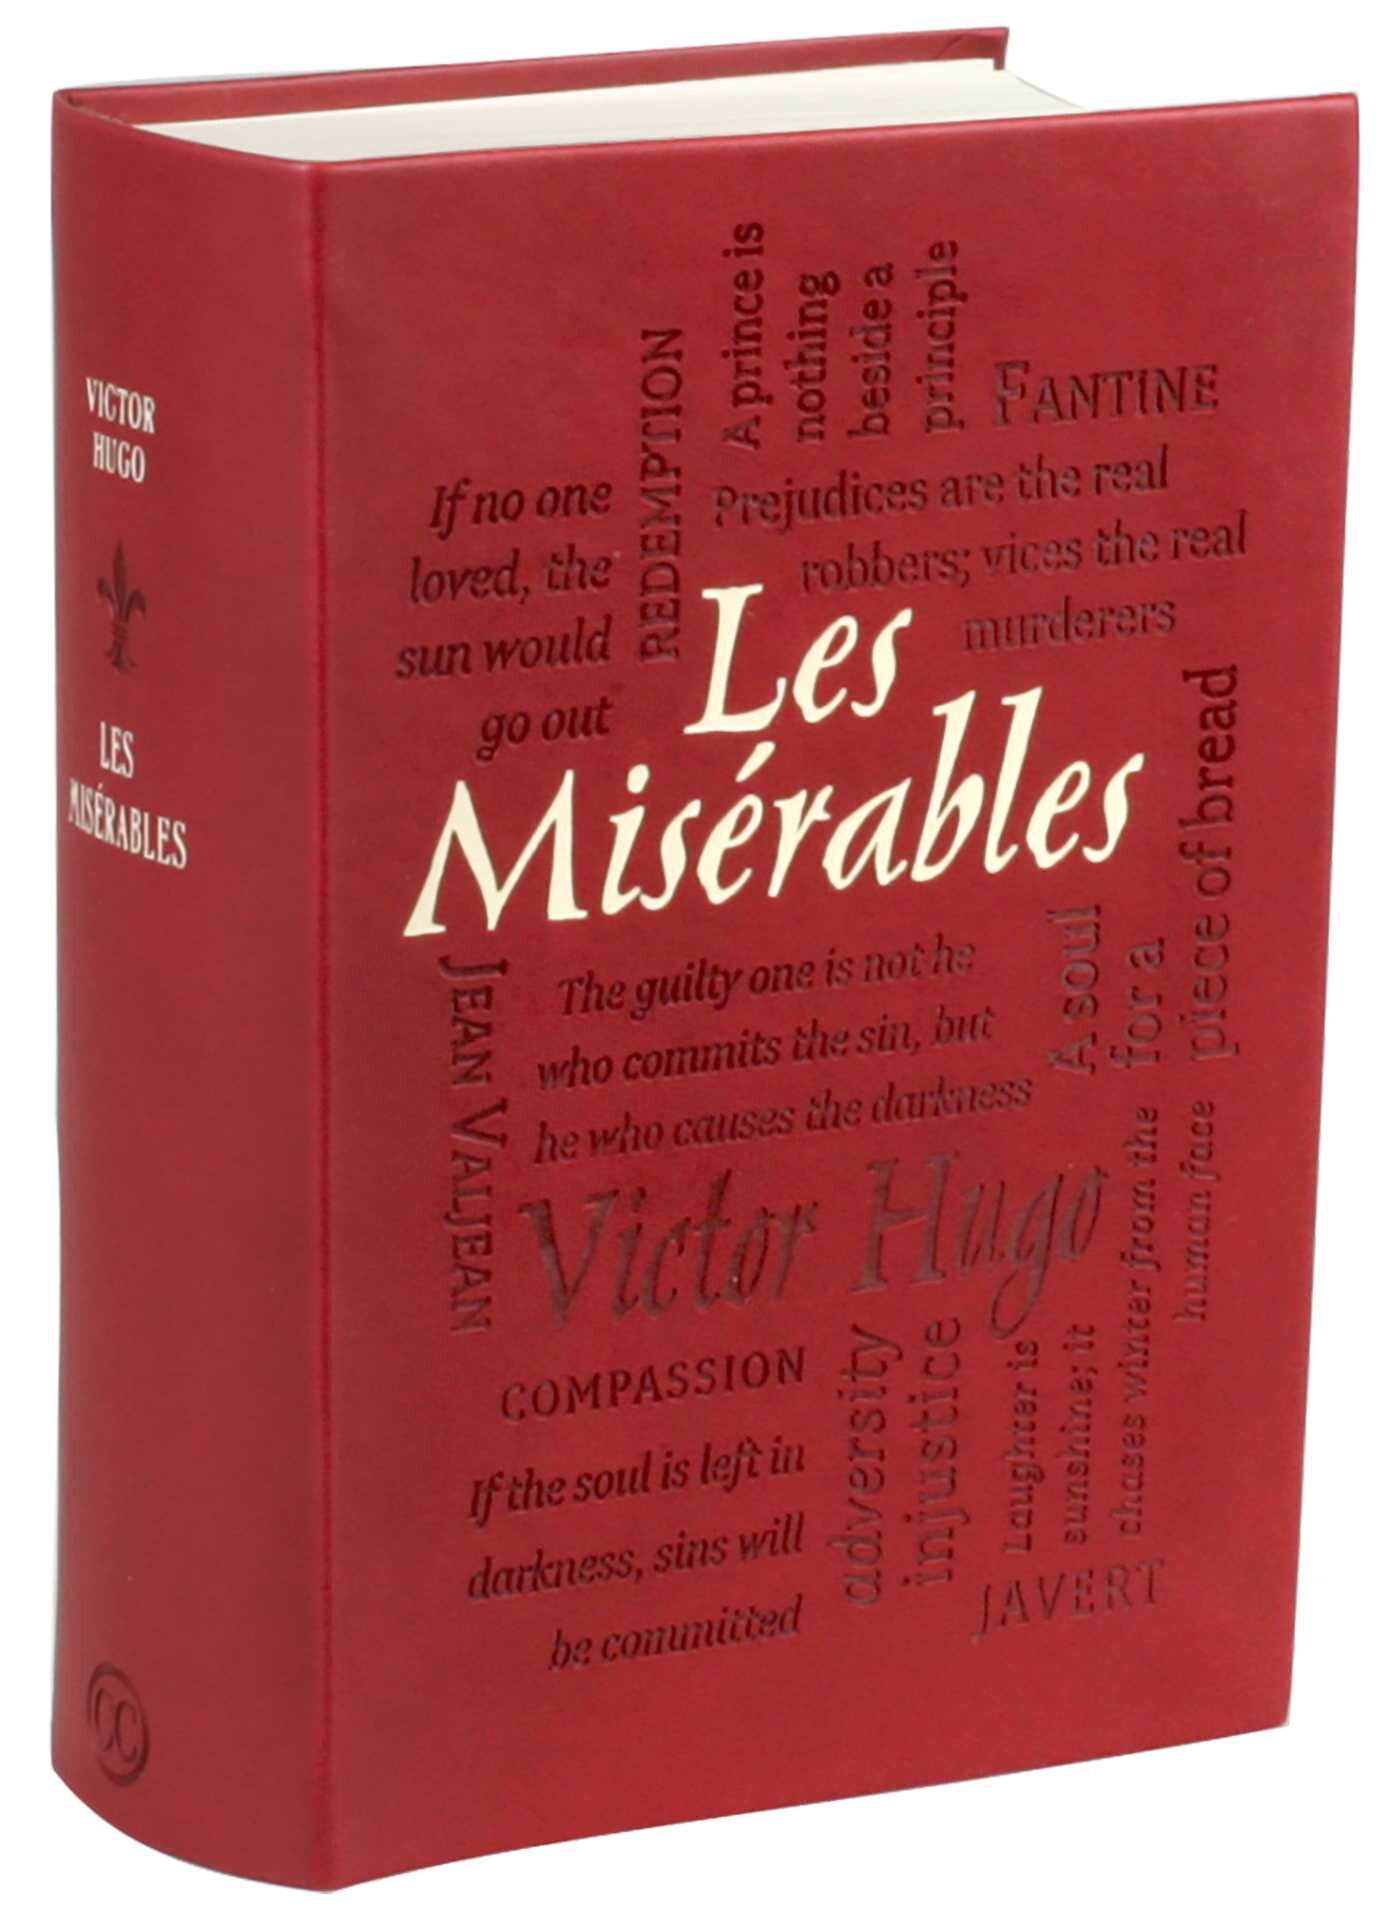 VICTOR
HUGO
LES
MISÉRABLES
CC
A prince is
nothing
beside a
principle
REDEMPTION
FANTINE
If no one
loved, the
sun would
go out
Prejudices are the real
robbers; vices the real
murderers
Les
Misérables
A soul
for a
piece of bread
JEAN VALJEAN
The guilty one is not he
who commits the sin, but
he who causes the darkness
Victor Hugo
COMPASSION
If the soul is left in
darkness, sins will
be committed
adversity
injustice
Laughter is
sunshine; it
chases winter from the
human face
JAVERT